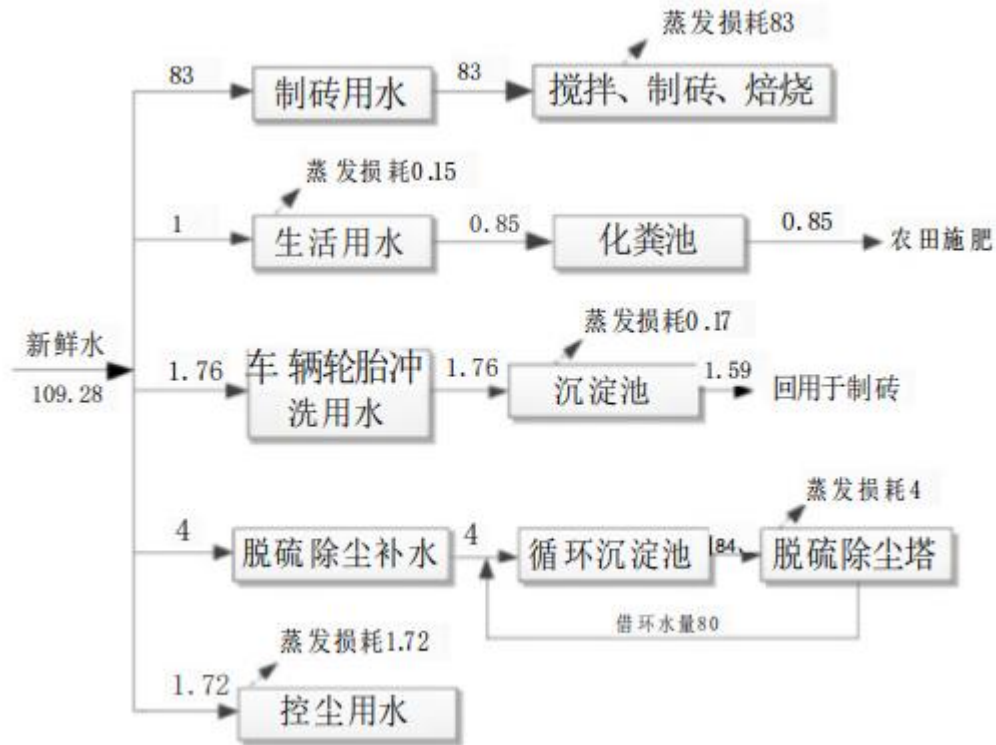 蒸发损耗83
83
制砖用水
83
搅拌、制砖、焙烧
蒸发损耗0.15
1
生活用水
0.85
化粪池
0.85
农田施肥
新鲜水
109.28
蒸发损耗0.17
1.76
车辆轮胎冲
洗用水
1.76
沉淀池
1.59
回用于制砖
蒸发损耗4
4
脱硫除尘补水
4
循环沉淀池
84
脱硫除尘塔
借环水量80
蒸发损耗1.72
1.72
控尘用水